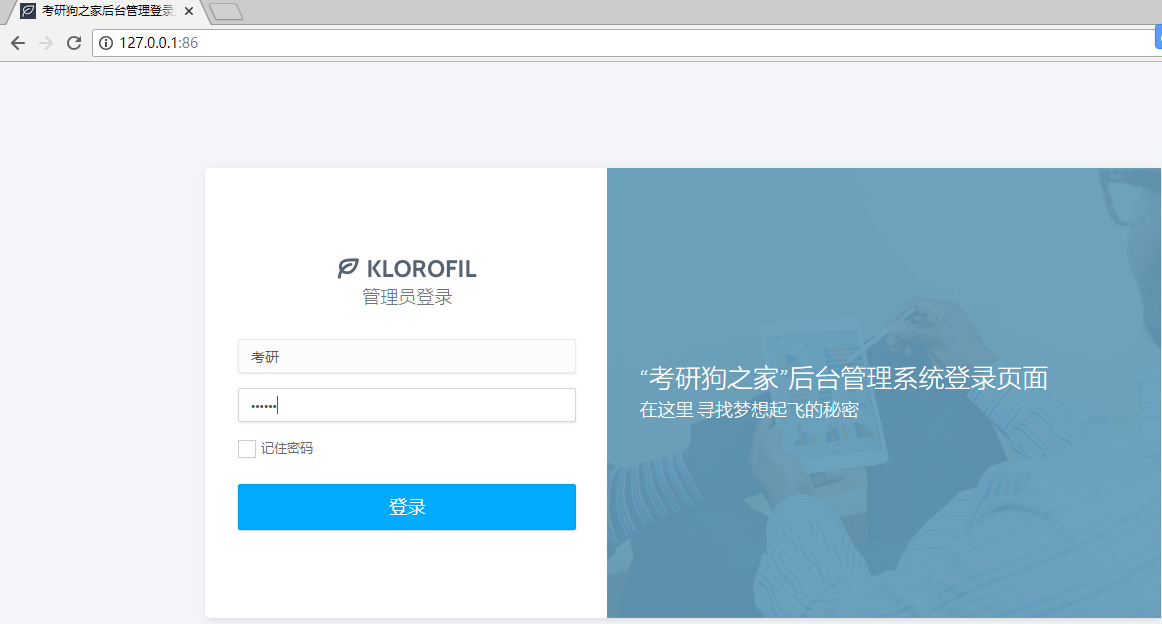 考研狗之家后台管理登录
127.0.0.1:86
KLOROFIL
管理员登录
考研
••••••
记住密码
登录
“考研狗之家”后台管理系统登录页面
在这里 寻找梦想起飞的秘密